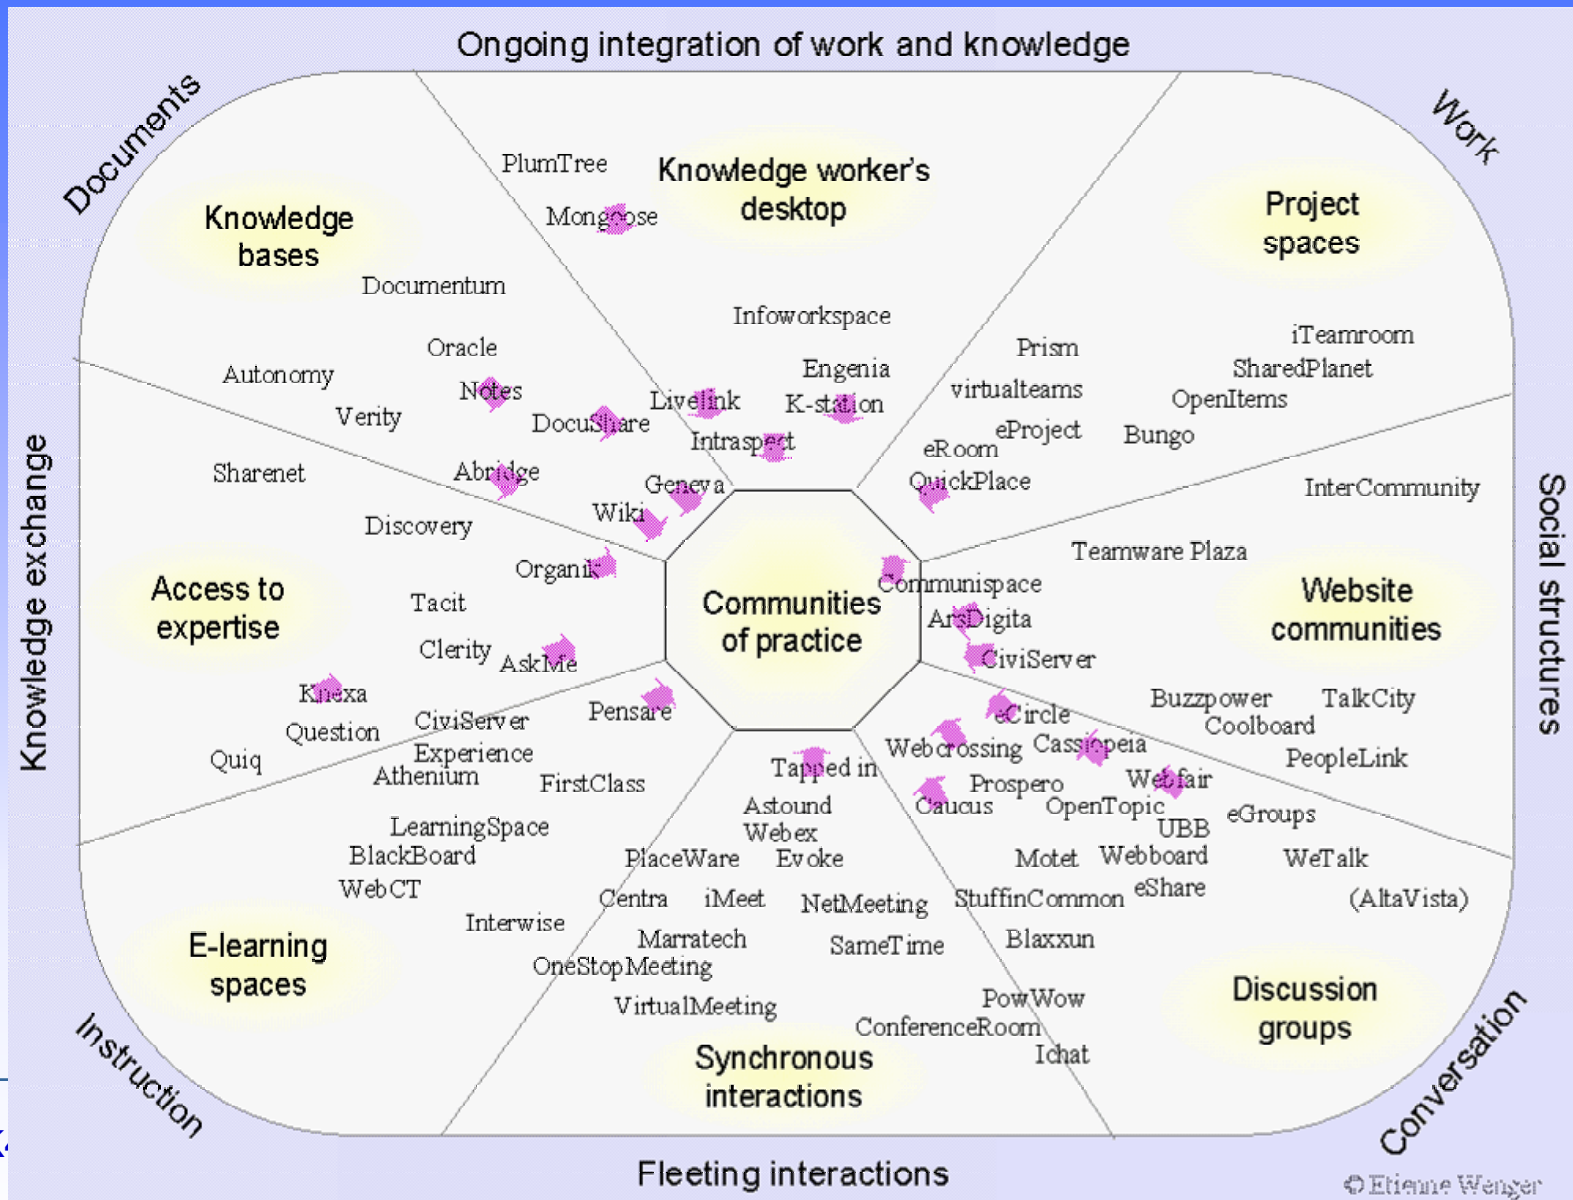 Ongoing integration of work and knowledge
Documents
Work
Knowledge exchange
Social structures
Instruction
Conversation
Fleeting interactions
Knowledge
bases
Documentum
Oracle
Autonomy
Notes
Verity
DocuShare
Abridge
Geneva
Wiki
PlumTree
Mongoose
Knowledge worker's
desktop
Infoworkspace
Engenia
Livelink
K-station
Intraspect
Project
spaces
iTeamroom
Prism
SharedPlanet
virtualteams
OpenItems
eProject
Bungo
eRoom
QuickPlace
Sharenet
Discovery
Organik
Access to
expertise
Tacit
Clerity
AskMe
Knexa
Question
Quiq
Communities
of practice
InterCommunity
Teamware Plaza
Communispace
Website
communities
ArsDigita
CiviServer
Buzzpower
TalkCity
Coolboard
PeopleLink
Pensare
CiviServer
Experience
Athenium
FirstClass
LearningSpace
BlackBoard
WebCT
Interwise
E-learning
spaces
Tapped in
Astound
Webex
PlaceWare
Evoke
Centra
iMeet
NetMeeting
Marratech
SameTime
OneStopMeeting
VirtualMeeting
ConferenceRoom
Synchronous
interactions
eCircle
Webcrossing
Cassiopeia
Prospero
Webfair
Caucus
OpenTopic
eGroups
UBB
Motet
Webboard
WeTalk
eShare
StuffinCommon
(AltaVista)
Blaxxun
PowWow
Ichat
Discussion
groups
© Etienne Wenger